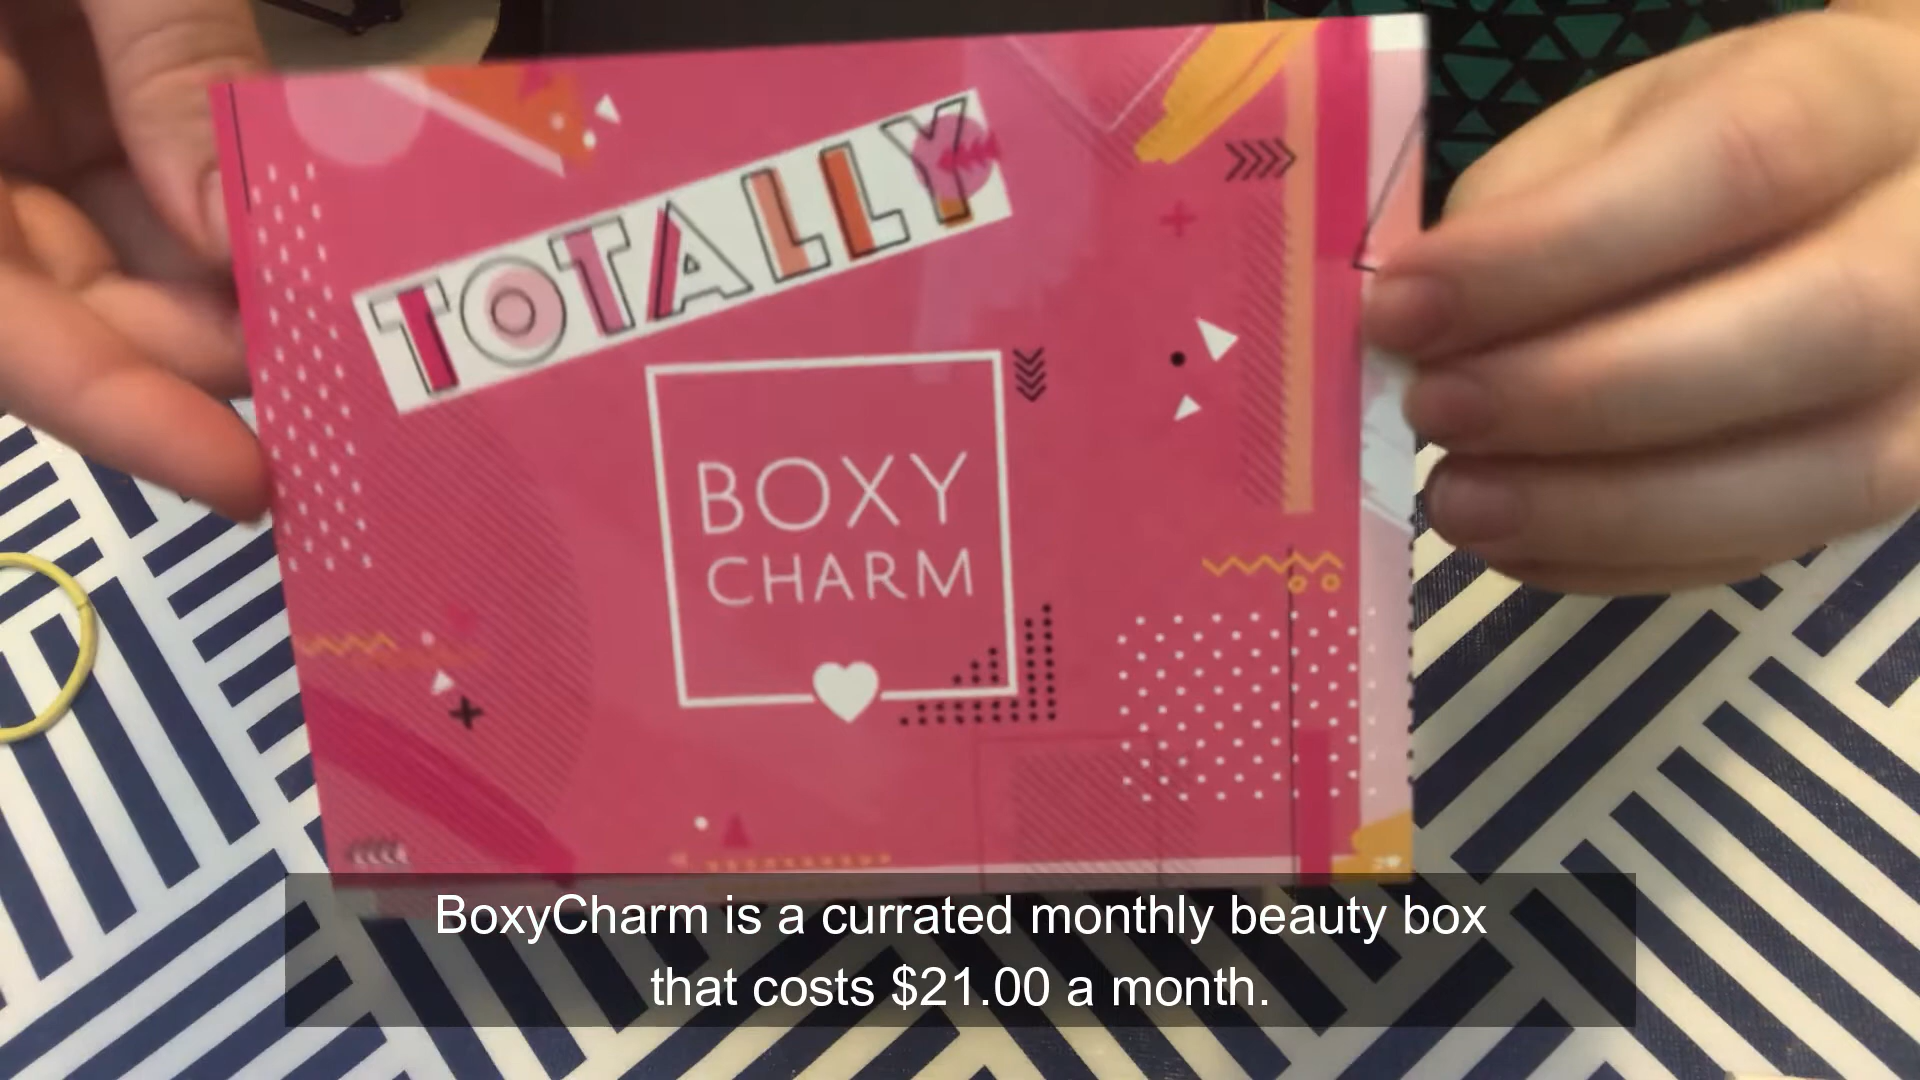 TOTALLY
BOXY
CHARM
BoxyCharm is a currated monthly beauty box
that costs $21.00 a month.